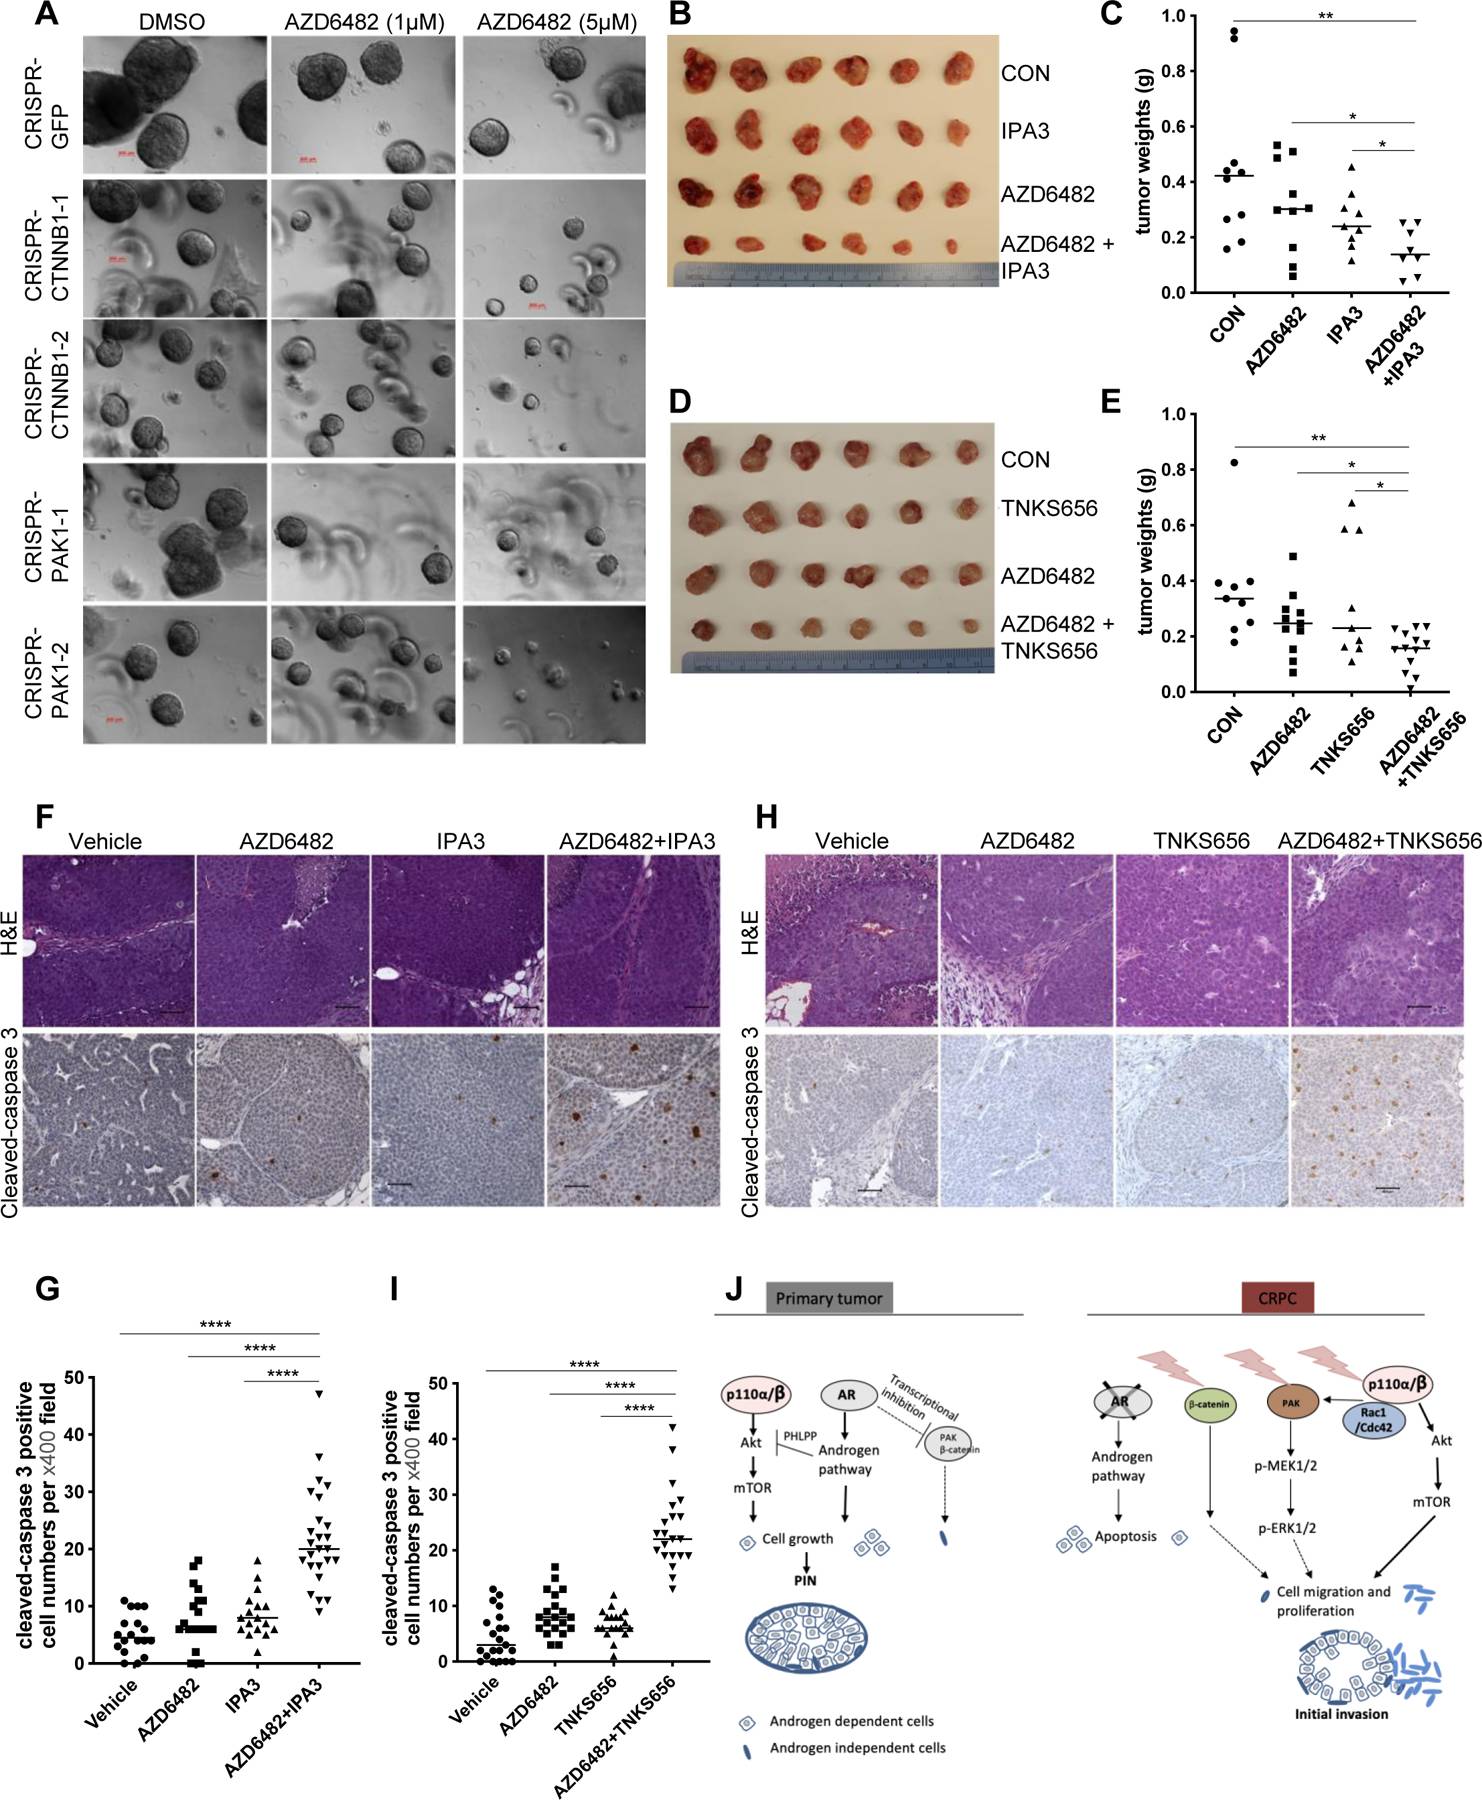 A
DMSO
AZD6482 (1µM)
AZD6482 (5µM)
CRISPR-
GFP
CRISPR-
CTNNB1-1
CRISPR-
CTNNB1-2
CRISPR-
PAK1-1
CRISPR-
PAK1-2
B
CON
IPA3
AZD6482
AZD6482 +
IPA3
C
tumor weights (g)
1.0
0.8
0.6
0.4
0.2
0.0
**
*
*
CON
AZD6482
IPA3
AZD6482
+IPA3
D
CON
TNKS656
AZD6482
AZD6482 +
TNKS656
E
tumor weights (g)
1.0
0.8
0.6
0.4
0.2
0.0
**
*
*
CON
AZD6482
TNKS656
AZD6482
+TNKS656
F
Vehicle
AZD6482
IPA3
AZD6482+IPA3
H&E
Cleaved-caspase 3
H
Vehicle
AZD6482
TNKS656
AZD6482+TNKS656
H&E
Cleaved-caspase 3
G
cleaved-caspase 3 positive
cell numbers per x400 field
50
40
30
20
10
0
****
****
****
Vehicle
AZD6482
IPA3
AZD6482+IPA3
I
cleaved-caspase 3 positive
cell numbers per x400 field
50
40
30
20
10
0
****
****
****
Vehicle
AZD6482
TNKS656
AZD6482+TNKS656
J
Primary tumor
p110α/β
AR
Transcriptional
inhibition
PAK
β-catenin
Akt
PHLPP
Androgen
pathway
mTOR
Cell growth
PIN
Androgen dependent cells
Androgen independent cells
CRPC
AR
β-catenin
PAK
p110α/β
Rac1
/Cdc42
Androgen
pathway
p-MEK1/2
Akt
mTOR
Apoptosis
p-ERK1/2
Cell migration and
proliferation
Initial invasion